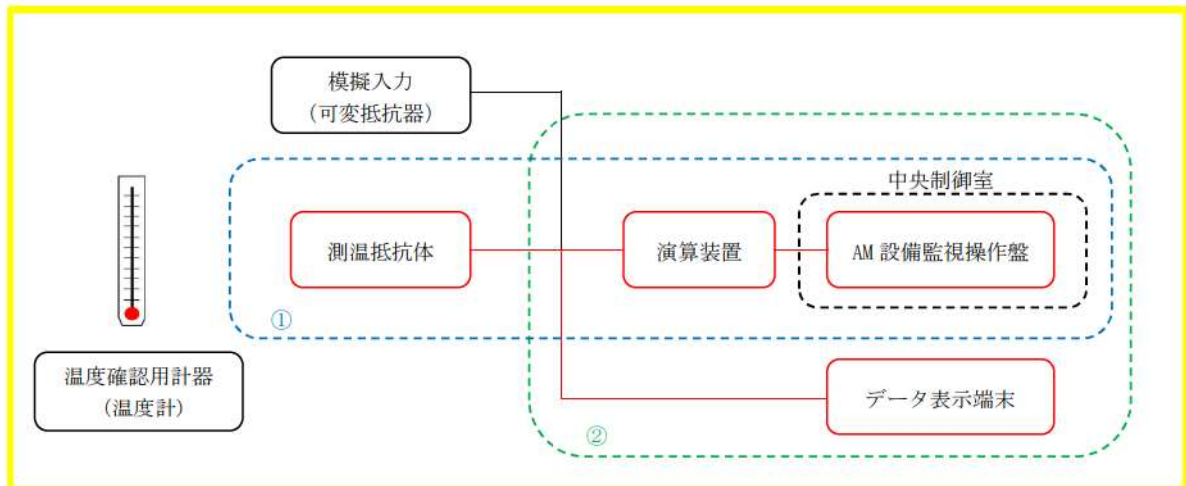 模擬入力
(可変抵抗器)
中央制御室
測温抵抗体
演算装置
AM 設備監視操作盤
①
温度確認用計器
(温度計)
データ表示端末
②